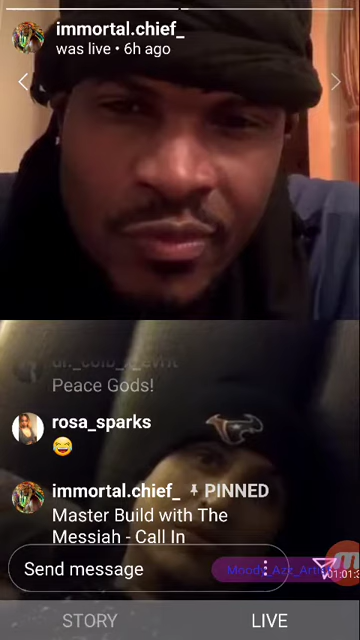 immortal.chief_
was live • 6h ago
Peace Gods!
rosa_sparks
immortal.chief_ PINNED
Master Build with The
Messiah - Call In
Send message
STORY LIVE